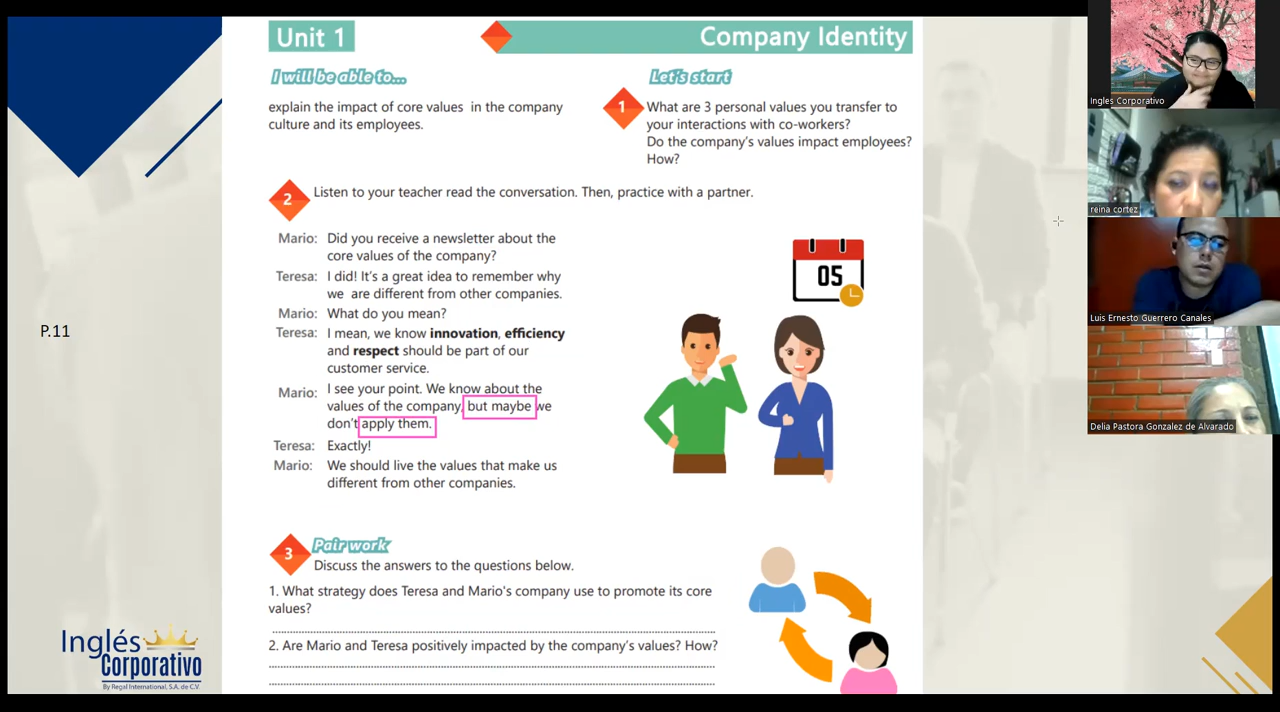 Unit 1
Company Identity
I will be able to...
explain the impact of core values in the company
culture and its employees.
Let's start
1
What are 3 personal values you transfer to
your interactions with co-workers?
Do the company's values impact employees?
How?
2
Listen to your teacher read the conversation. Then, practice with a partner.
Mario: Did you receive a newsletter about the
core values of the company?
Teresa: I did! It's a great idea to remember why
we are different from other companies.
Mario: What do you mean?
Teresa: I mean, we know innovation, efficiency
and respect should be part of our
customer service.
Mario: I see your point. We know about the
values of the company, but maybe we
don't apply them.
Teresa: Exactly!
Mario: We should live the values that make us
different from other companies.
05
P.11
3
Pair work
Discuss the answers to the questions below.
1. What strategy does Teresa and Mario's company use to promote its core
values?
2. Are Mario and Teresa positively impacted by the company's values? How?
Inglés
Corporativo
By Regal International, S.A. de C.V.
Ingles Corporativo
reina cortez
Luis Ernesto Guerrero Canales
Delia Pastora Gonzalez de Alvarado